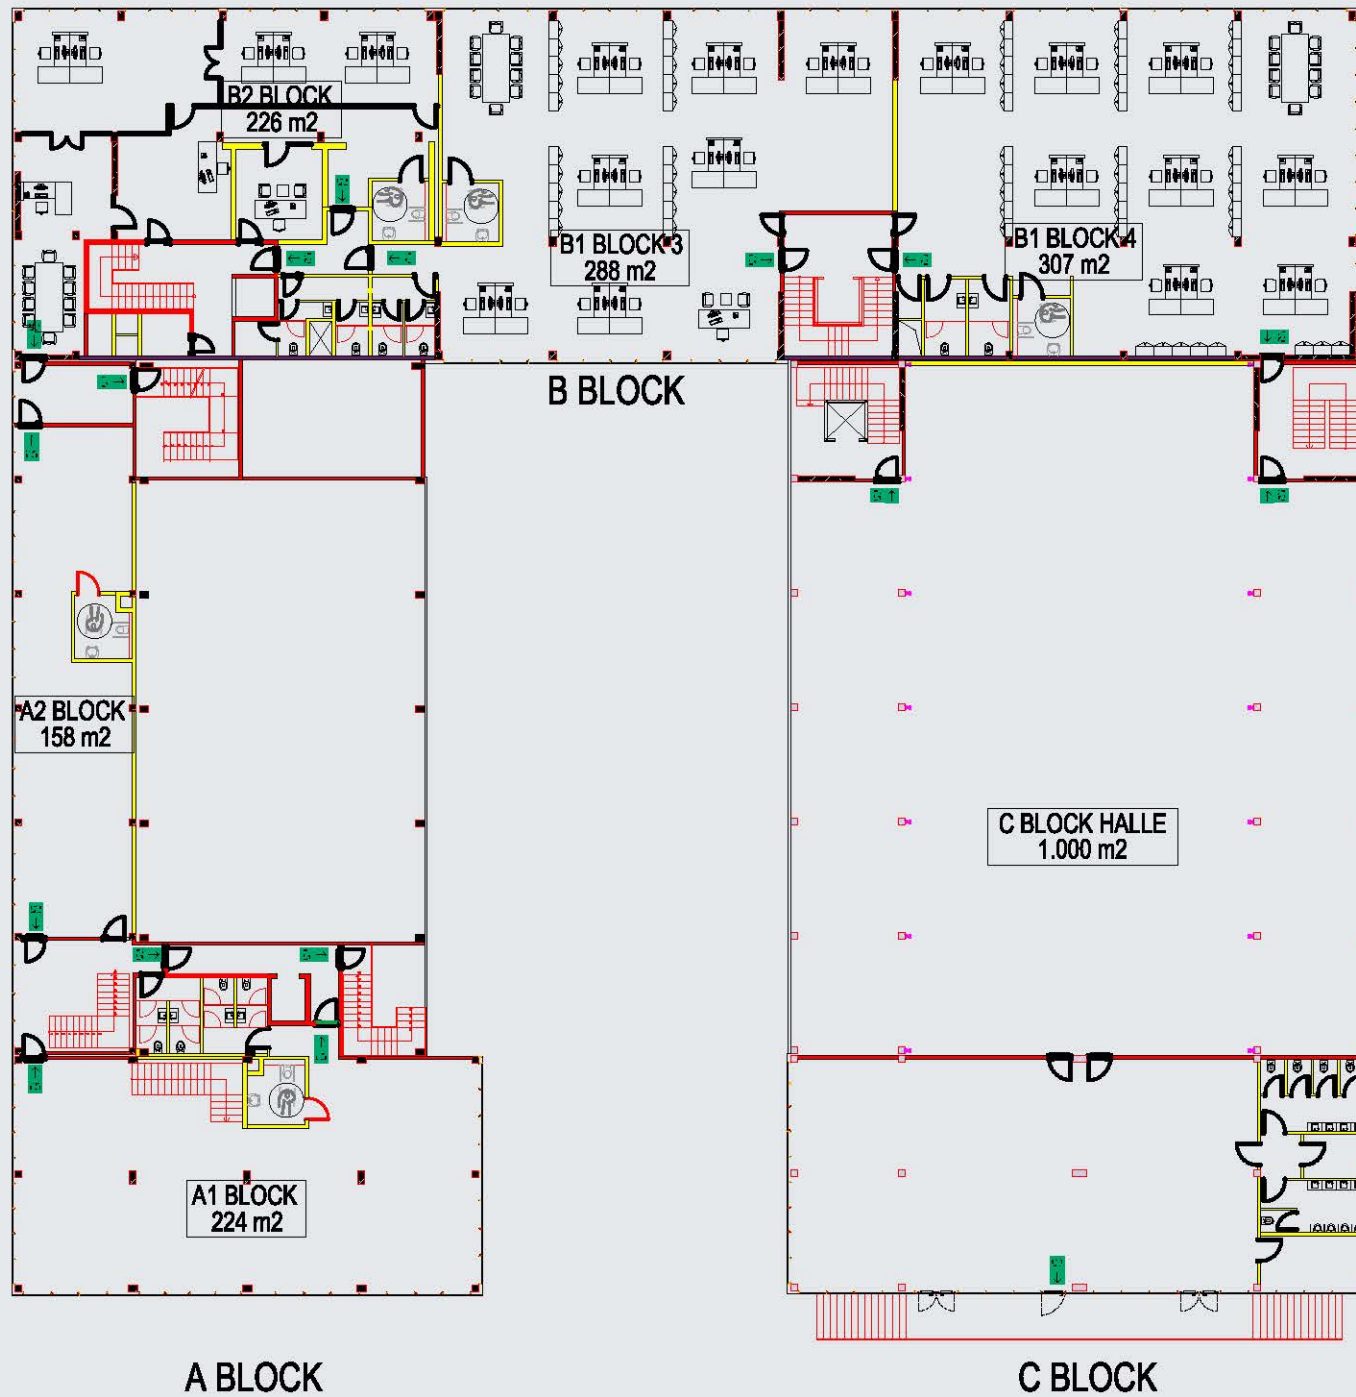 B2 BLOCK
226 m2
B1 BLOCK 3
288 m2
B1 BLOCK 4
307 m2
B BLOCK
A2 BLOCK
158 m2
C BLOCK HALLE
1.000 m2
A1 BLOCK
224 m2
A BLOCK
C BLOCK